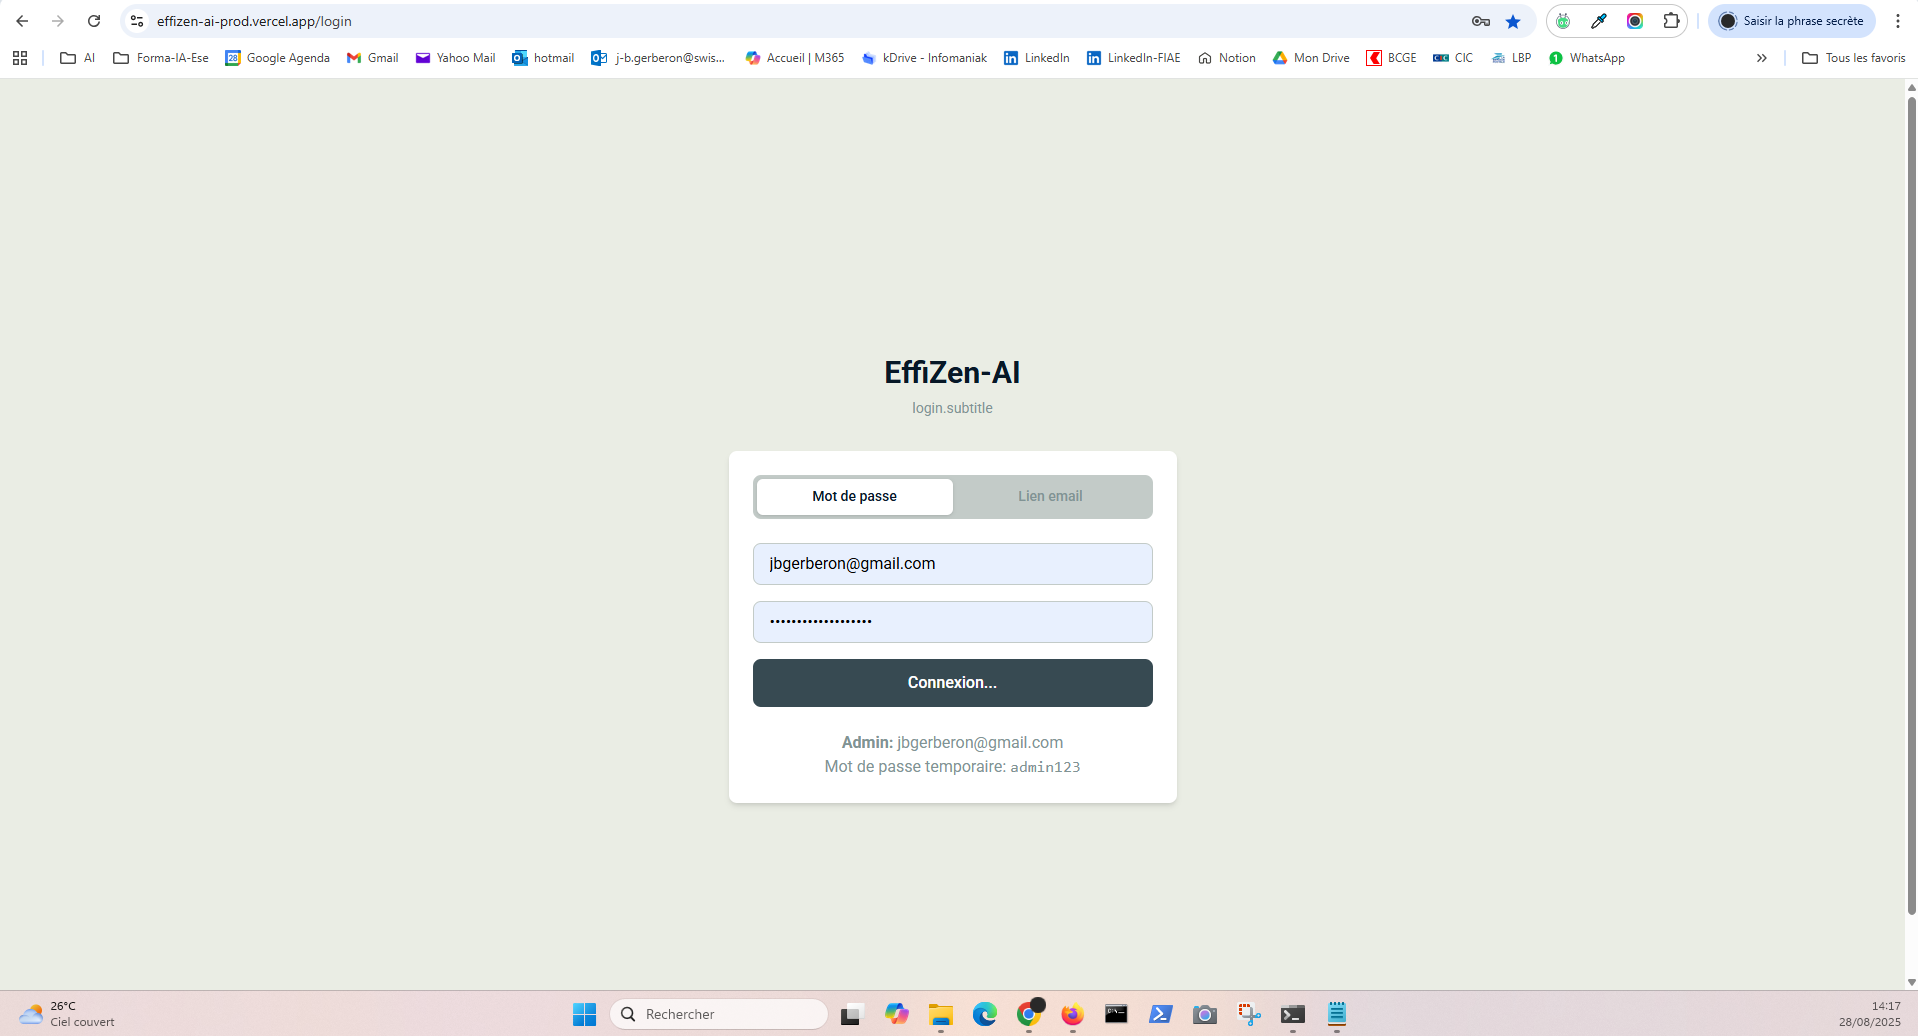 effizen-ai-prod.vercel.app/login
Saisir la phrase secrète
AI
Forma-IA-Ese
28
Google Agenda
Gmail
Yahoo Mail
hotmail
j-b.gerberon@swis...
Accueil | M365
kDrive - Infomaniak
LinkedIn
LinkedIn-FIAE
Notion
Mon Drive
BCGE
CIC
LBP
1
WhatsApp
»
Tous les favoris
EffiZen-AI
login.subtitle
Mot de passe
Lien email
jbgerberon@gmail.com
•••••••••••••••••••
Connexion...
Admin: jbgerberon@gmail.com
Mot de passe temporaire: admin123
26°C
Ciel couvert
Rechercher
14:17
28/08/2025